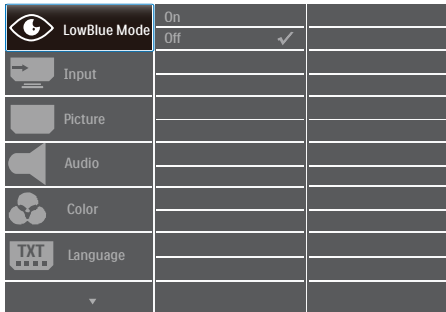 LowBlue Mode
On
Off
Input
Picture
Audio
Color
TXT
Language